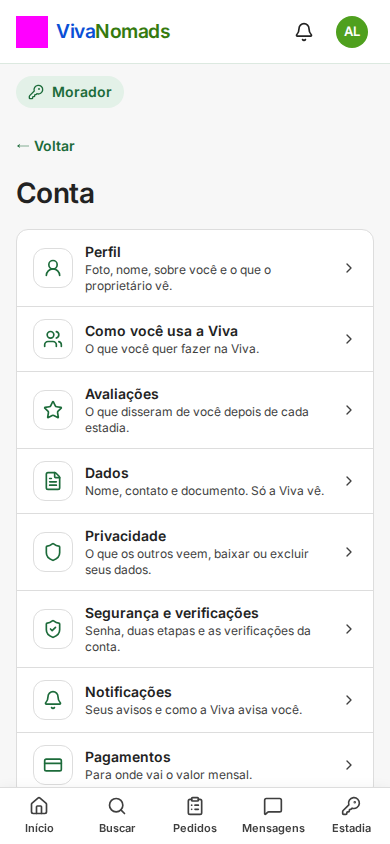 VivaNomads
AL
Morador
← Voltar
Conta
Perfil
Foto, nome, sobre você e o que o
proprietário vê.
Como você usa a Viva
O que você quer fazer na Viva.
Avaliações
O que disseram de você depois de cada
estadia.
Dados
Nome, contato e documento. Só a Viva vê.
Privacidade
O que os outros veem, baixar ou excluir
seus dados.
Segurança e verificações
Senha, duas etapas e as verificações da
conta.
Notificações
Seus avisos e como a Viva avisa você.
Pagamentos
Para onde vai o valor mensal.
Início
Buscar
Pedidos
Mensagens
Estadia